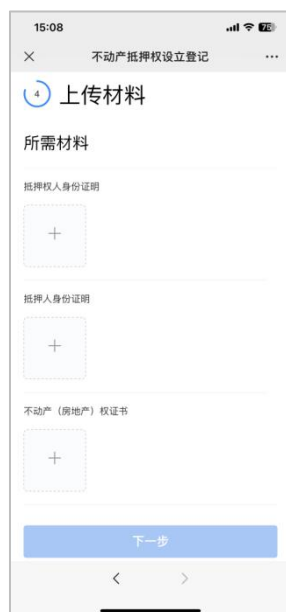 15:08
78
不动产抵押权设立登记
4
上传材料
所需材料
抵押权人身份证明
抵押人身份证明
不动产（房地产）权证书
下一步